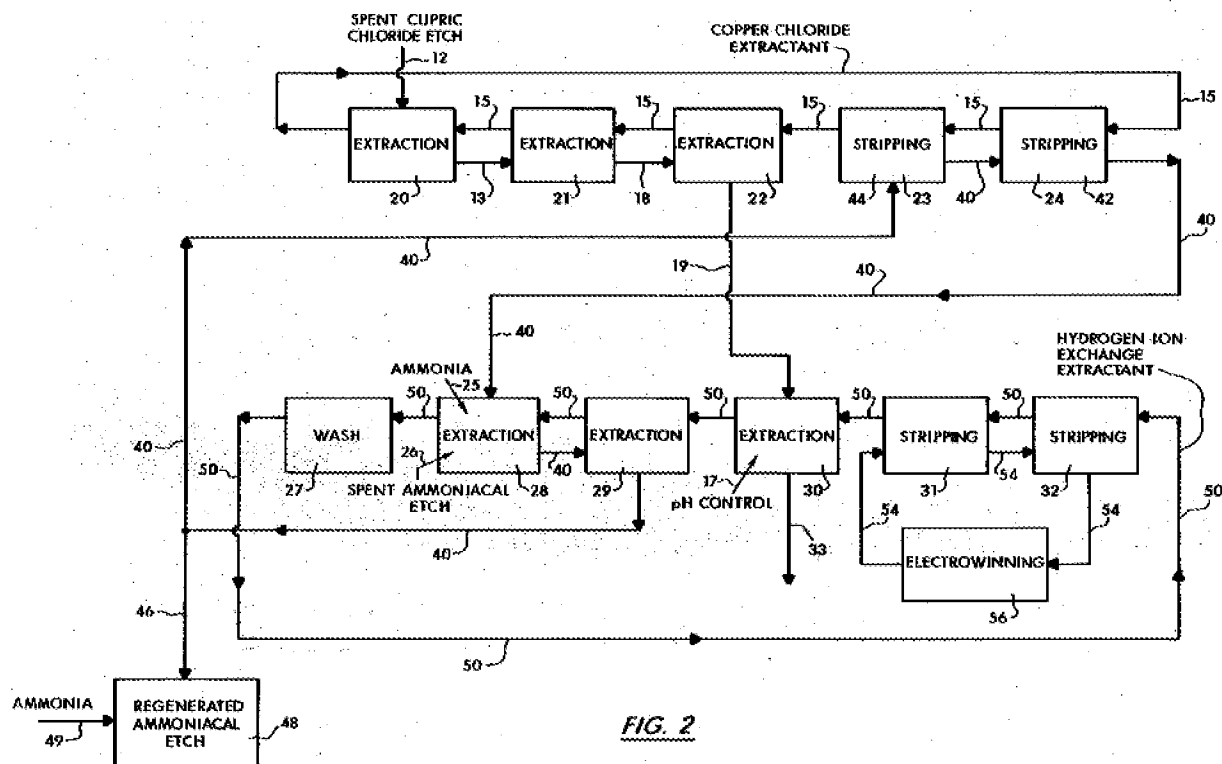 SPENT CUPRIC
CHLORIDE ETCH
12
COPPER CHLORIDE
EXTRACTANT
15
15
15
15
15
EXTRACTION
EXTRACTION
EXTRACTION
STRIPPING
STRIPPING
20
13
21
18
22
44
23
40
24
42
40
40
19
40
40
HYDROGEN ION
EXCHANGE
EXTRACTANT
AMMONIA
25
50
50
50
50
50
WASH
EXTRACTION
EXTRACTION
EXTRACTION
STRIPPING
STRIPPING
40
50
26
40
54
27
SPENT AMMONIACAL
ETCH
28
29
17
pH CONTROL
30
31
32
50
40
33
54
54
ELECTROWINNING
56
46
50
AMMONIA
49
REGENERATED
AMMONIACAL
ETCH
48
FIG. 2